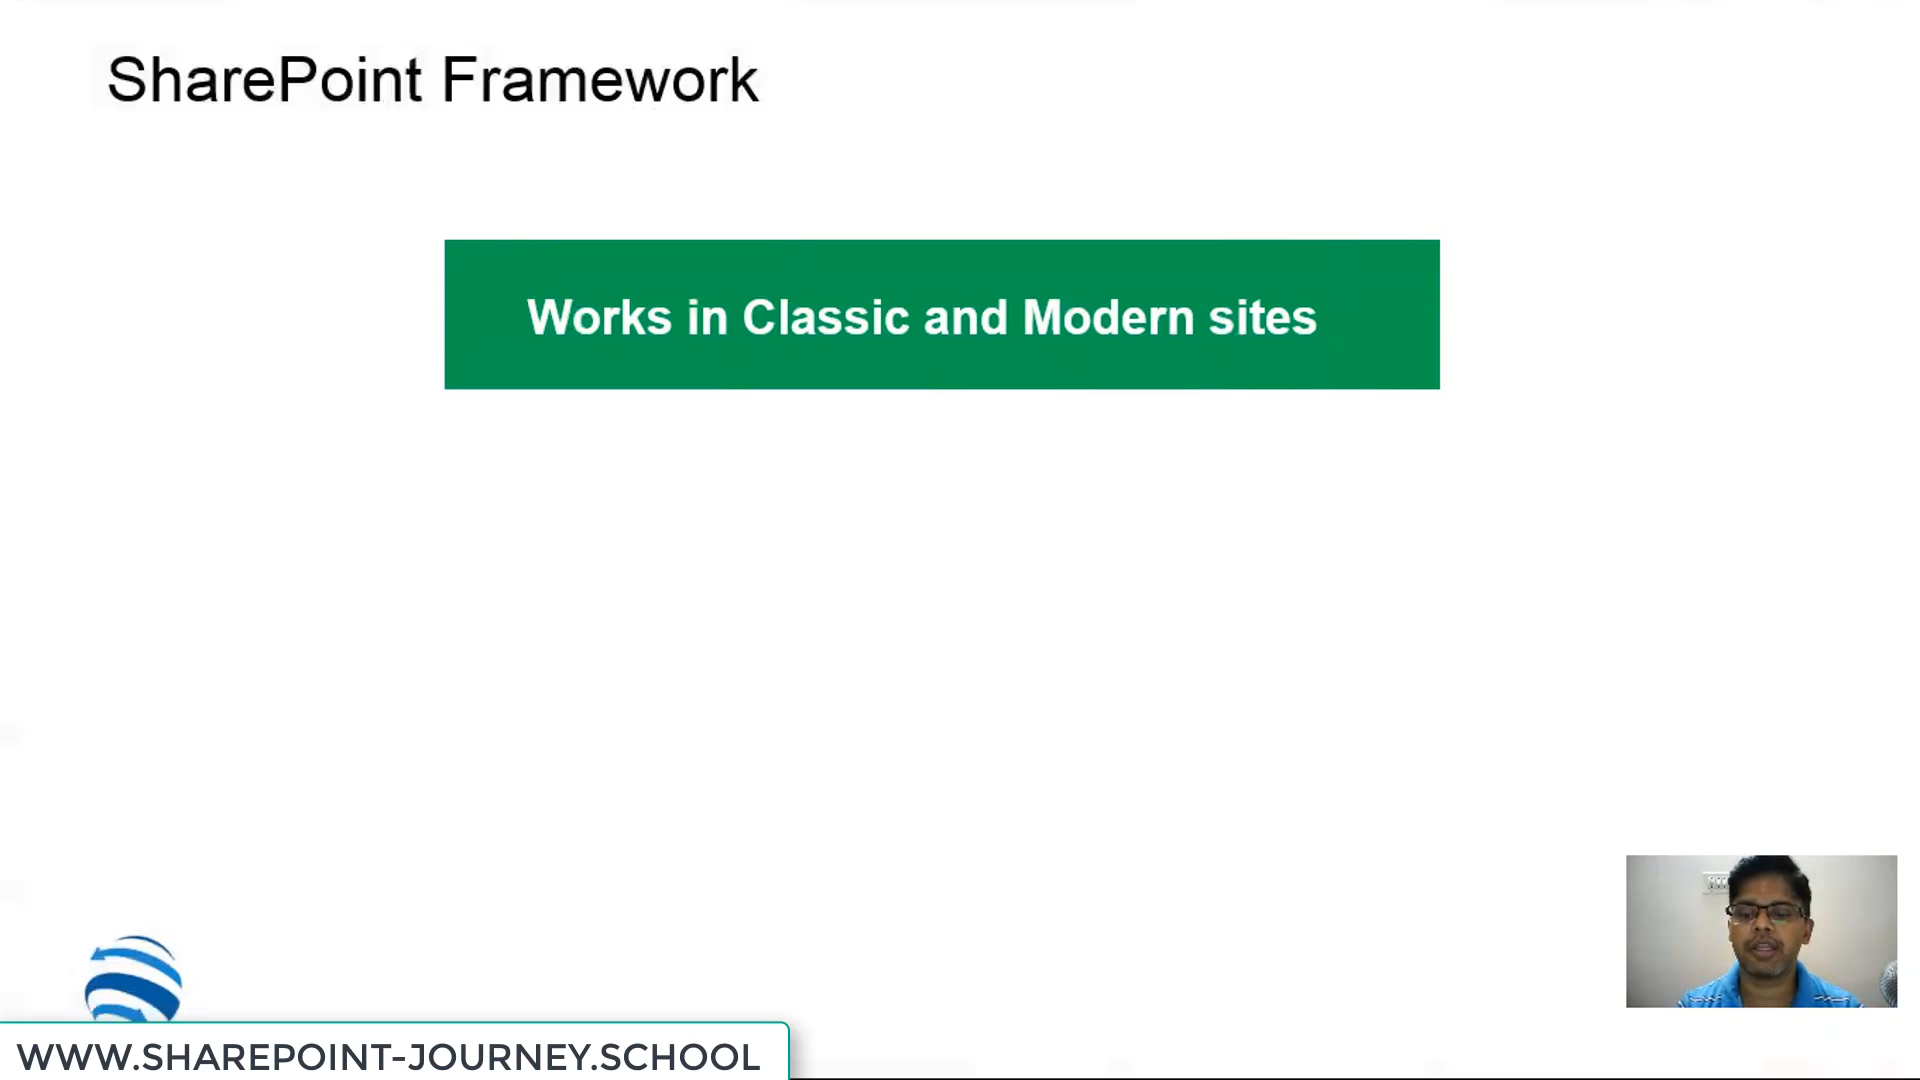 SharePoint Framework
Works in Classic and Modern sites
WWW.SHAREPOINT-JOURNEY.SCHOOL